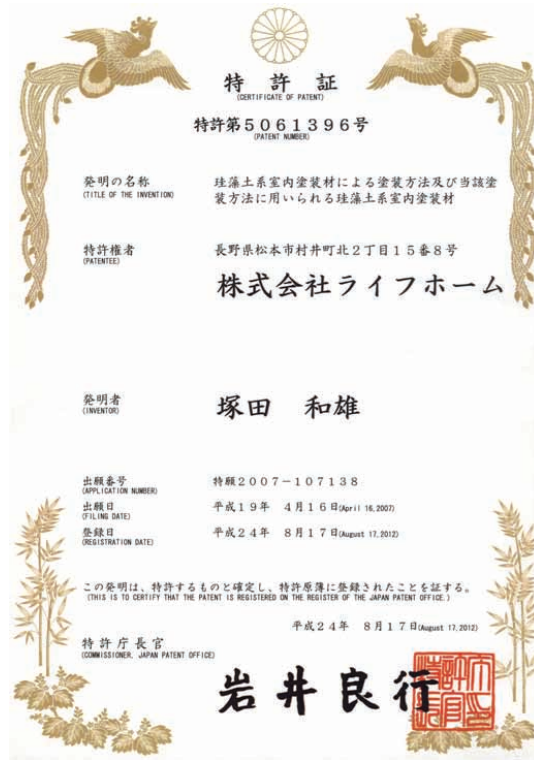 特許証
(CERTIFICATE OF PATENT)
特許第5061396号
(PATENT NUMBER)
発明の名称
(TITLE OF THE INVENTION)
珪藻土系室内塗装材による塗装方法及び当該塗
装方法に用いられる珪藻土系室内塗装材
特許権者
(PATENTEE)
長野県松本市村井町北2丁目15番8号
株式会社ライフホーム
発明者
(INVENTOR)
塚田 和雄
出願番号
(APPLICATION NUMBER)
特願2007-107138
出願日
(FILING DATE)
平成19年 4月16日(April 16,2007)
登録日
(REGISTRATION DATE)
平成24年 8月17日(August 17,2012)
この発明は、特許するものと確定し、特許原簿に登録されたことを証する。
(THIS IS TO CERTIFY THAT THE PATENT IS REGISTERED ON THE REGISTER OF THE JAPAN PATENT OFFICE.)
平成24年 8月17日(August 17,2012)
特許庁長官
(COMMISSIONER, JAPAN PATENT OFFICE)
岩井良行